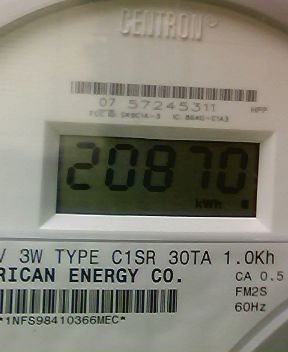 CENTRON®
07 57245311 HPP
20870
kWh
V 3W TYPE C1SR 30TA 1.0Kh
RICAN ENERGY CO. CA 0.5
FM2S
*1NFS98410366MEC* 60Hz